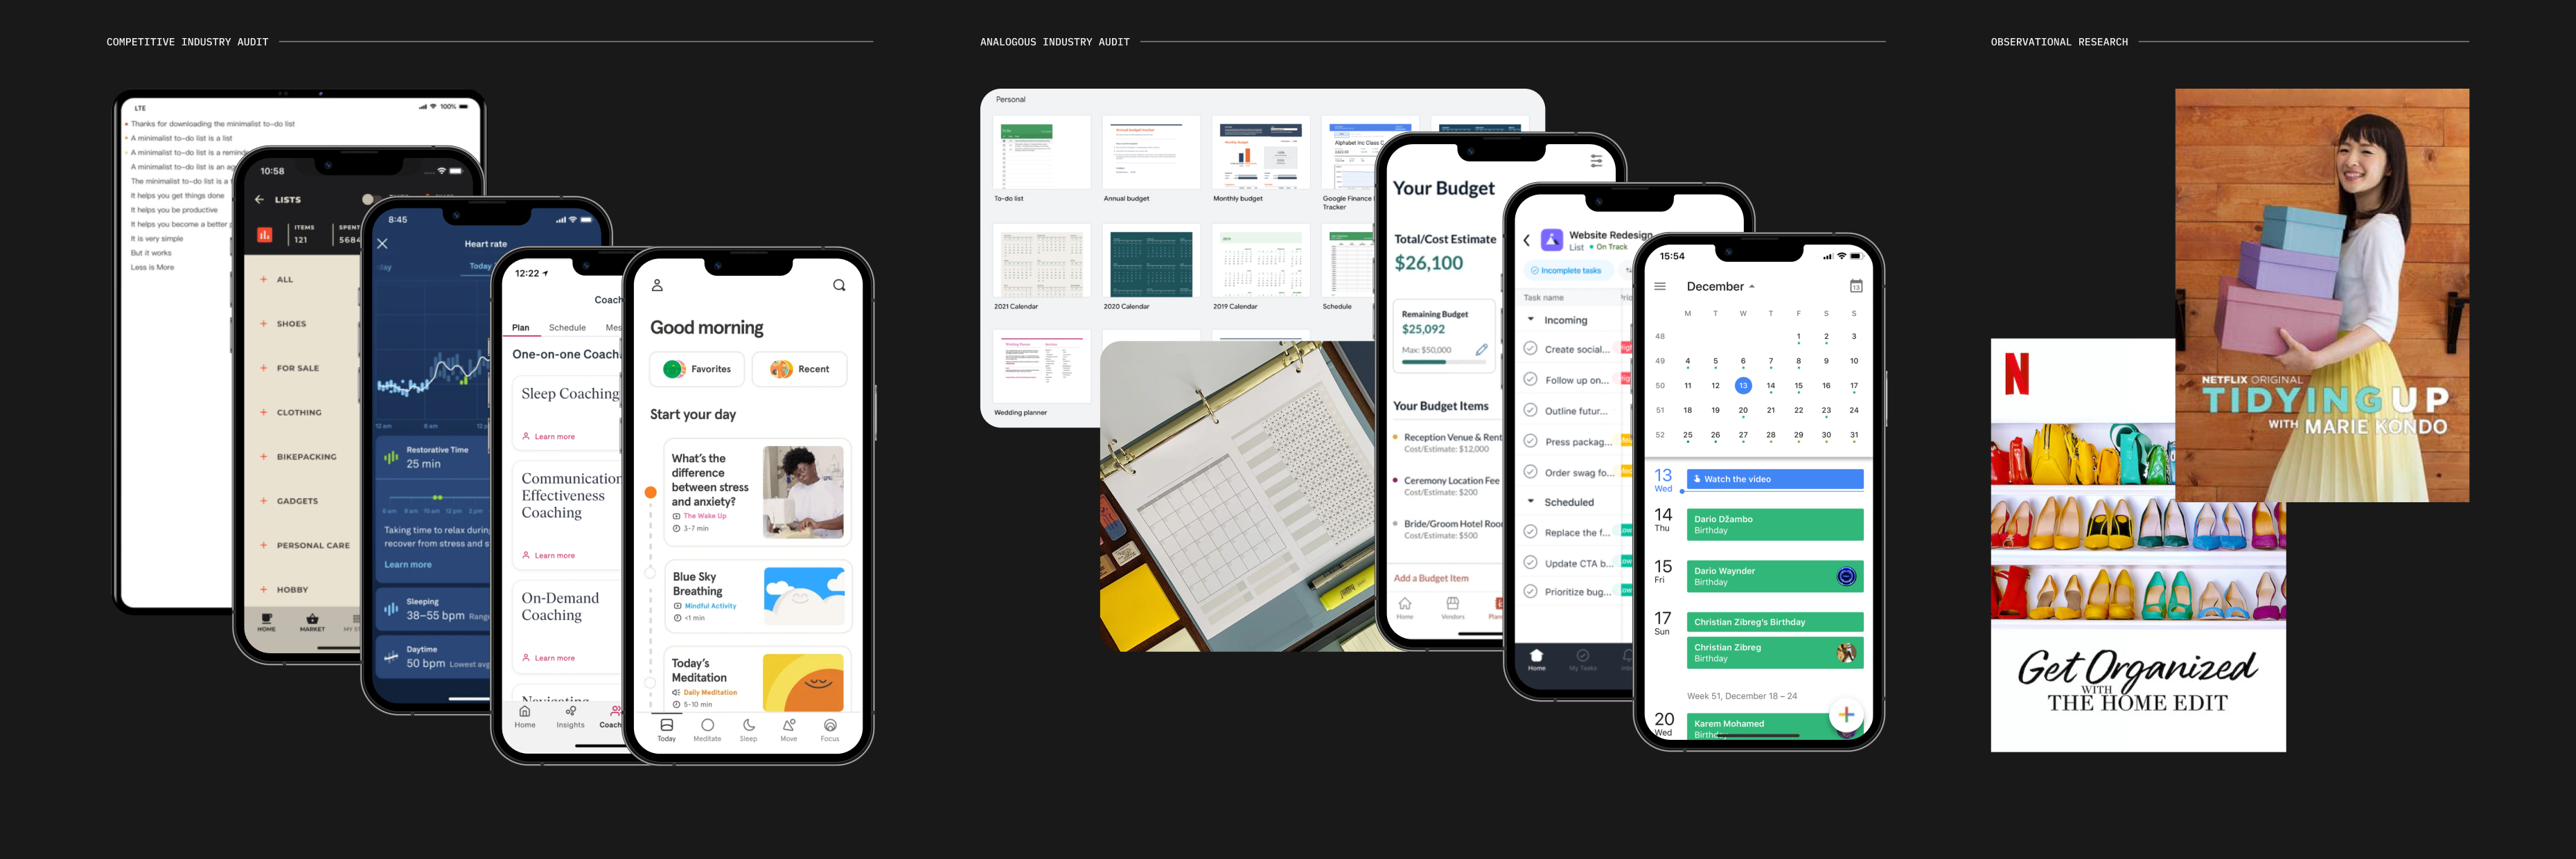 COMPETITIVE INDUSTRY AUDIT
LTE
100%
Thanks for downloading the minimalist to-do list
A minimalist to-do list is a list
A minimalist to-do list is a
A minimalist to-do list is an
The minimalist to-do list is a
It helps you get things done
It helps you be productive
It helps you become a better
It is very simple
But it works
Less is More
10:58
LISTS
ITEMS
121
SPENT
5684
ALL
SHOES
FOR SALE
CLOTHING
BIKEPACKING
GADGETS
PERSONAL CARE
HOBBY
HOME
MARKET
MY
8:45
Heart rate
Today
12 am
6 am
Restorative Time
25 min
Taking time to relax during
recover from stress and
Learn more
Sleeping
38–55 bpm
Daytime
50 bpm Lowest avg
12:22
Plan
Schedule
One-on-one
Sleep Coaching
Learn more
Communication
Effectiveness
Coaching
Learn more
On-Demand
Coaching
Learn more
Home
Insights
Good morning
Favorites
Recent
Start your day
What's the
difference
between stress
and anxiety?
The Wake Up
3-7 min
Blue Sky
Breathing
Mindful Activity
<1 min
Today's
Meditation
Daily Meditation
5-10 min
Today
Meditate
Sleep
Move
Focus
ANALOGOUS INDUSTRY AUDIT
Personal
To-do list
Annual budget
Monthly budget
Google Finance
Tracker
2021 Calendar
2020 Calendar
2019 Calendar
Schedule
Wedding planner
Your Budget
Total/Cost Estimate
$26,100
Remaining Budget
$25,092
Max: $50,000
Your Budget Items
Reception Venue &
Cost/Estimate: $12,000
Ceremony Location Fee
Cost/Estimate: $200
Bride/Groom Hotel
Cost/Estimate: $500
Add a Budget Item
Home
Vendors
Website Redesign
List
On Track
Incomplete tasks
Task name
Incoming
Create social...
Follow up on...
Outline futur...
Press packag...
Order swag fo...
Scheduled
Replace the f...
Update CTA b...
Prioritize bug...
Home
My Tasks
15:54
December
13
M T W T F S S
48 1 2 3
49 4 5 6 7 8 9 10
50 11 12 13 14 15 16 17
51 18 19 20 21 22 23 24
52 25 26 27 28 29 30 31
13
Wed
Watch the video
14
Thu
Dario Džambo
Birthday
15
Fri
Dario Waynder
Birthday
17
Sun
Christian Zibreg's Birthday
Christian Zibreg
Birthday
Week 51, December 18 – 24
20
Wed
Karem Mohamed
Birthday
OBSERVATIONAL RESEARCH
NETFLIX ORIGINAL
TIDYING UP
WITH MARIE KONDO
N
Get Organized
WITH
THE HOME EDIT